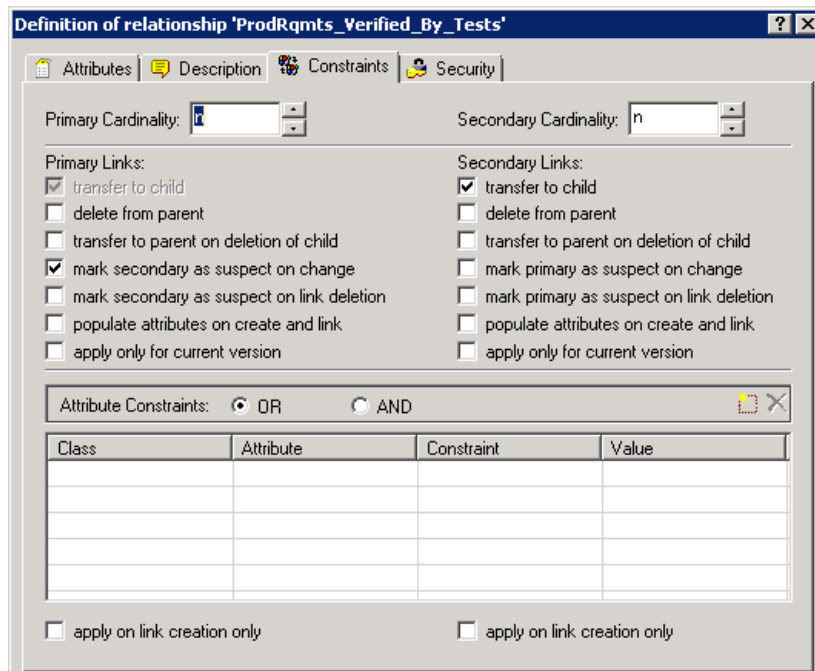 Definition of relationship 'ProdRqmts_Verified_By_Tests'
Attributes Description Constraints Security
Primary Cardinality: n Secondary Cardinality: n
Primary Links: Secondary Links:
transfer to child transfer to child
delete from parent delete from parent
transfer to parent on deletion of child transfer to parent on deletion of child
mark secondary as suspect on change mark primary as suspect on change
mark secondary as suspect on link deletion mark primary as suspect on link deletion
populate attributes on create and link populate attributes on create and link
apply only for current version apply only for current version
Attribute Constraints: OR AND
Class Attribute Constraint Value
apply on link creation only apply on link creation only